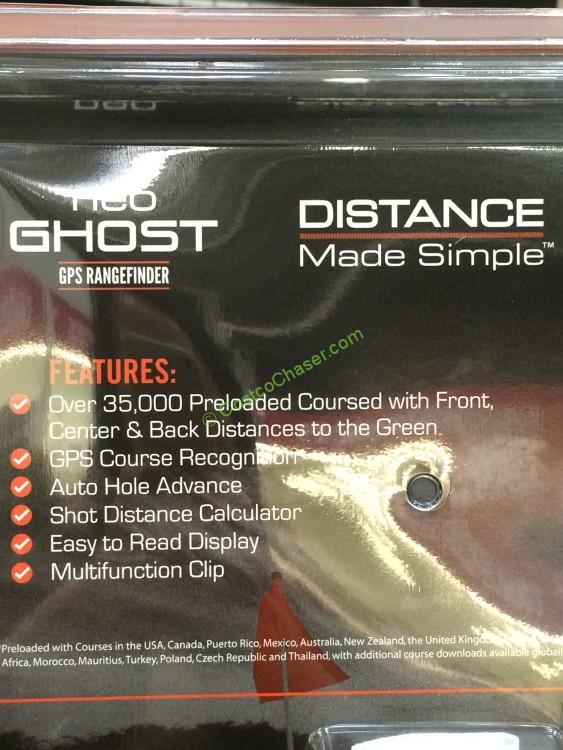 GHOST
GPS RANGEFINDER
DISTANCE
Made Simple™
FEATURES:
Over 35,000 Preloaded Coursed with Front,
Center & Back Distances to the Green
GPS Course Recognition
Auto Hole Advance
Shot Distance Calculator
Easy to Read Display
Multifunction Clip
© CostcoChaser.com
Preloaded with Courses in the USA, Canada, Puerto Rico, Mexico, Australia, New Zealand, the United Kingdom
Africa, Morocco, Mauritius, Turkey, Poland, Czech Republic and Thailand, with additional course downloads available globall